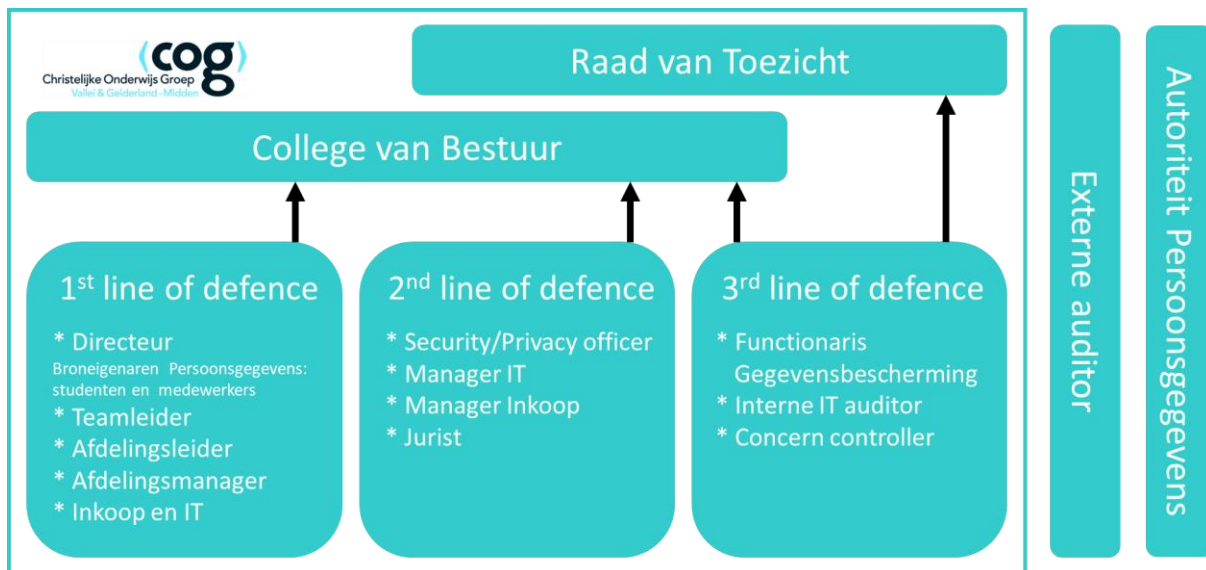 (cog)
Christelijke Onderwijs Groep
Vallei & Gelderland-Midden
Raad van Toezicht
College van Bestuur
1st line of defence
* Directeur
Broneigenaren Persoonsgegevens:
studenten en medewerkers
* Teamleider
* Afdelingsleider
* Afdelingsmanager
* Inkoop en IT
2nd line of defence
* Security/Privacy officer
* Manager IT
* Manager Inkoop
* Jurist
3rd line of defence
* Functionaris
Gegevensbescherming
* Interne IT auditor
* Concern controller
Externe auditor
Autoriteit Persoonsgegevens